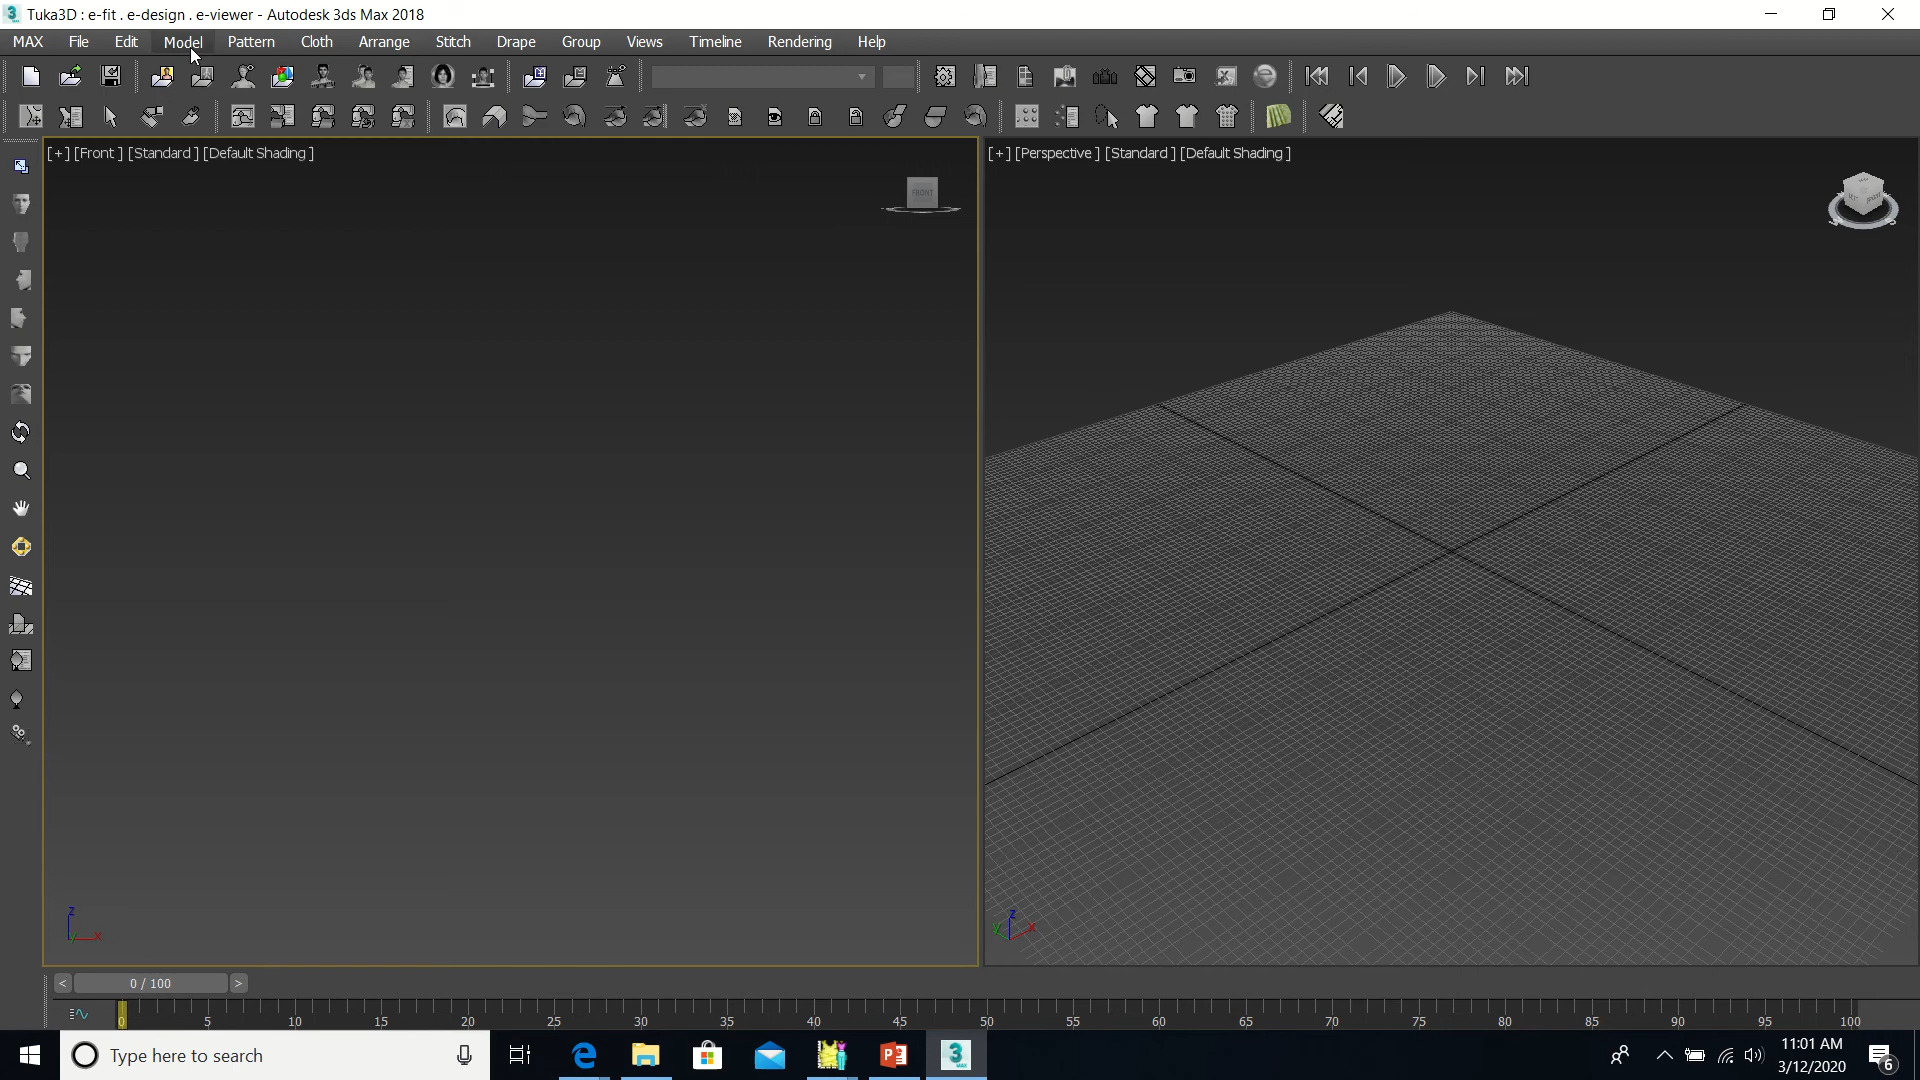 Tuka3D : e-fit . e-design . e-viewer - Autodesk 3ds Max 2018
MAX File Edit Model Pattern Cloth Arrange Stitch Drape Group Views Timeline Rendering Help
[+] [Front ] [Standard ] [Default Shading ]
[+] [Perspective ] [Standard ] [Default Shading ]
FRONT
z
y x
z
y x
< 0 / 100 >
0 5 10 15 20 25 30 35 40 45 50 55 60 65 70 75 80 85 90 95 100
Type here to search
11:01 AM
3/12/2020
6